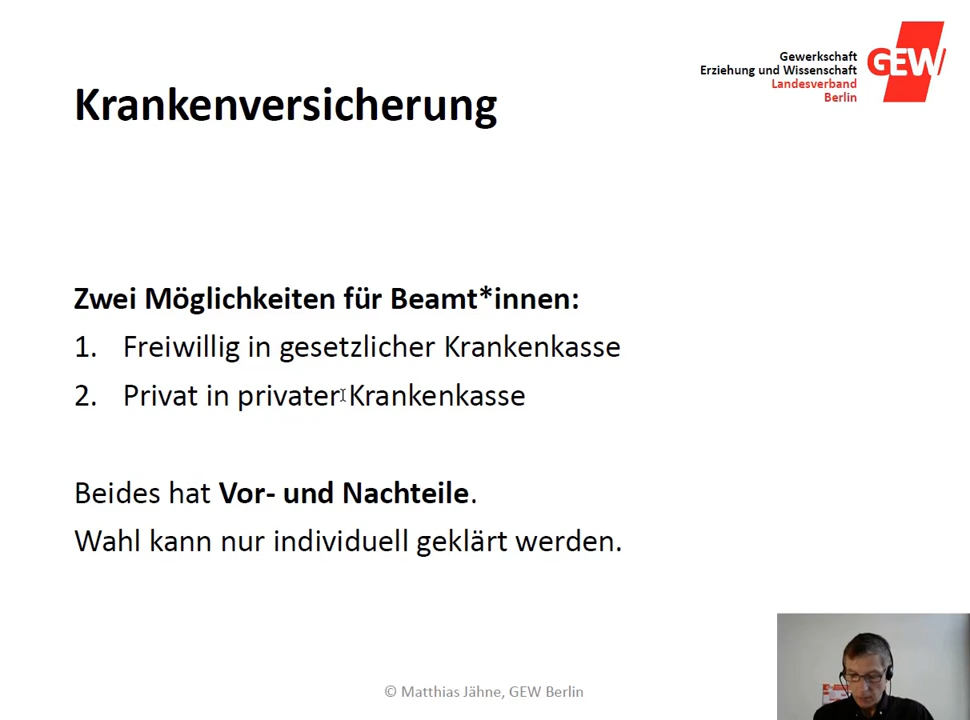 Gewerkschaft
Erziehung und Wissenschaft
Landesverband
Berlin
GEW
Krankenversicherung
Zwei Möglichkeiten für Beamt*innen:
1. Freiwillig in gesetzlicher Krankenkasse
2. Privat in privater Krankenkasse
Beides hat Vor- und Nachteile.
Wahl kann nur individuell geklärt werden.
© Matthias Jähne, GEW Berlin